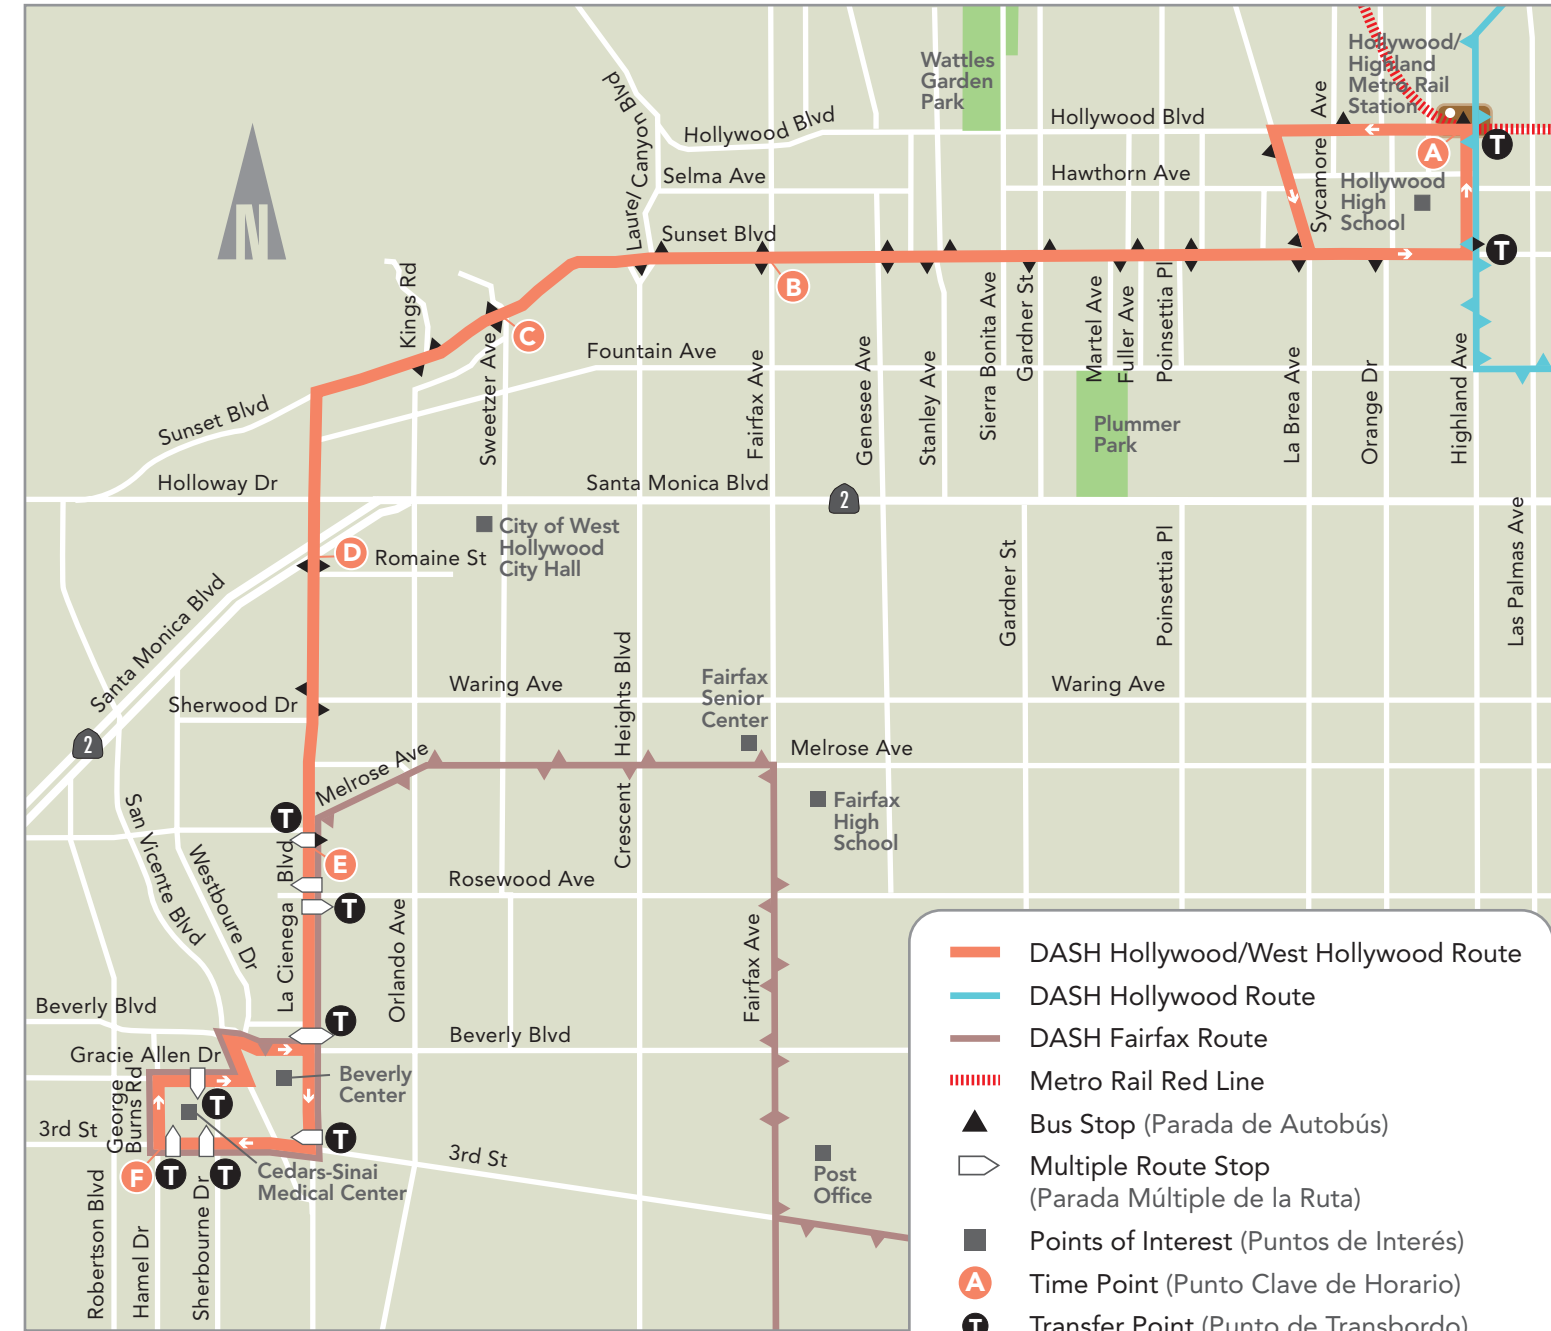 Wattles
Garden
Park
Hollywood/
Highland
Metro Rail
Station
Laurel Canyon Blvd
Hollywood Blvd
Hollywood Blvd
Sycamore Ave
A
T
Selma Ave
Hawthorn Ave
Hollywood
High
School
N
Sunset Blvd
T
B
Kings Rd
C
Sweetzer Ave
Fountain Ave
Fairfax Ave
Genesee Ave
Stanley Ave
Sierra Bonita Ave
Gardner St
Martel Ave
Fuller Ave
Poinsettia Pl
La Brea Ave
Orange Dr
Highland Ave
Sunset Blvd
Plummer
Park
Holloway Dr
Santa Monica Blvd
2
City of West
Hollywood
City Hall
D
Romaine St
Gardner St
Poinsettia Pl
Las Palmas Ave
Santa Monica Blvd
Sherwood Dr
Waring Ave
Crescent Heights Blvd
Fairfax
Senior
Center
Waring Ave
2
Melrose Ave
Melrose Ave
San Vicente Blvd
Westboure Dr
T
E
La Cienega Blvd
Fairfax
High
School
Rosewood Ave
T
Orlando Ave
Fairfax Ave
Beverly Blvd
T
Beverly Blvd
Gracie Allen Dr
Beverly
Center
George
Burns Rd
T
3rd St
T
3rd St
F
T
T
Cedars-Sinai
Medical Center
Post
Office
Robertson Blvd
Hamel Dr
Sherbourne Dr
DASH Hollywood/West Hollywood Route
DASH Hollywood Route
DASH Fairfax Route
Metro Rail Red Line
Bus Stop (Parada de Autobús)
Multiple Route Stop
(Parada Múltiple de la Ruta)
Points of Interest (Puntos de Interés)
A Time Point (Punto Clave de Horario)
T Transfer Point (Punto de Transbordo)